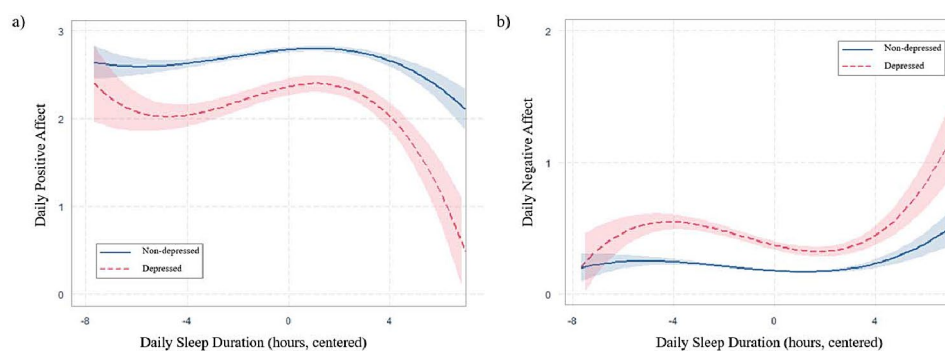 a)
3
2
1
0
Daily Positive Affect
Non-depressed
Depressed
-8
-4
0
4
Daily Sleep Duration (hours, centered)
b)
2
1
0
Daily Negative Affect
Non-depressed
Depressed
-8
-4
0
4
Daily Sleep Duration (hours, centered)